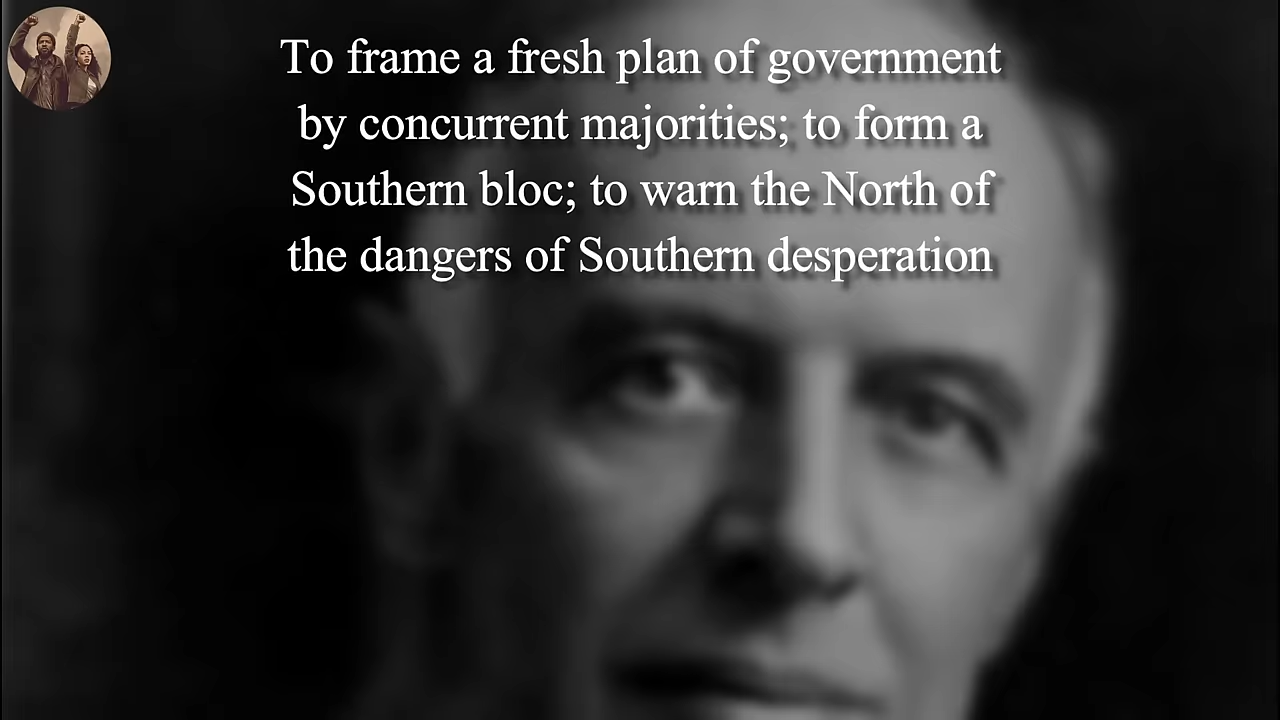 To frame a fresh plan of government
by concurrent majorities; to form a
Southern bloc; to warn the North of
the dangers of Southern desperation